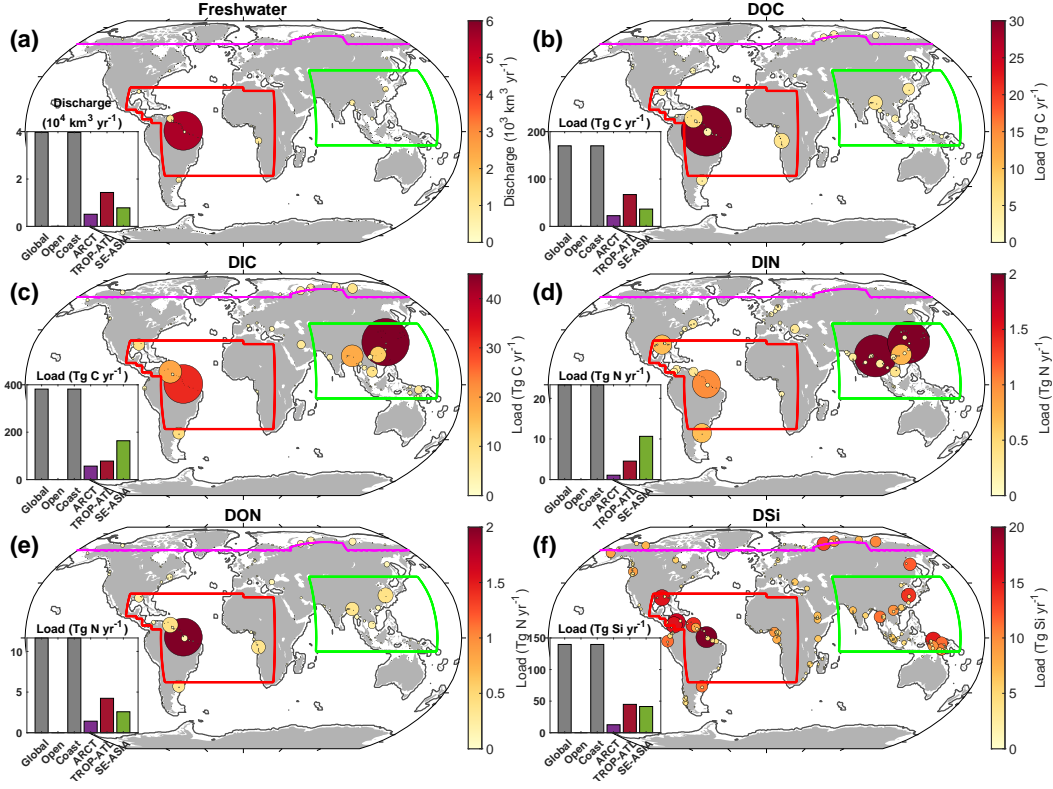 Freshwater
(a)
Discharge
(10⁴ km³ yr⁻¹)
4
2
0
Global
Open
Coast
ARCT
TROP-ATL
SE-ASIA
6
5
4
3
2
1
0
Discharge (10³ km³ yr⁻¹)
DOC
(b)
Load (Tg C yr⁻¹)
200
100
0
Global
Open
Coast
ARCT
TROP-ATL
SE-ASIA
30
25
20
15
10
5
0
Load (Tg C yr⁻¹)
DIC
(c)
Load (Tg C yr⁻¹)
400
200
0
Global
Open
Coast
ARCT
TROP-ATL
SE-ASIA
40
30
20
10
0
Load (Tg C yr⁻¹)
DIN
(d)
Load (Tg N yr⁻¹)
20
10
0
Global
Open
Coast
ARCT
TROP-ATL
SE-ASIA
2
1.5
1
0.5
0
Load (Tg N yr⁻¹)
DON
(e)
Load (Tg N yr⁻¹)
10
5
0
Global
Open
Coast
ARCT
TROP-ATL
SE-ASIA
2
1.5
1
0.5
0
Load (Tg N yr⁻¹)
DSi
(f)
Load (Tg Si yr⁻¹)
150
100
50
0
Global
Open
Coast
ARCT
TROP-ATL
SE-ASIA
20
15
10
5
0
Load (Tg Si yr⁻¹)